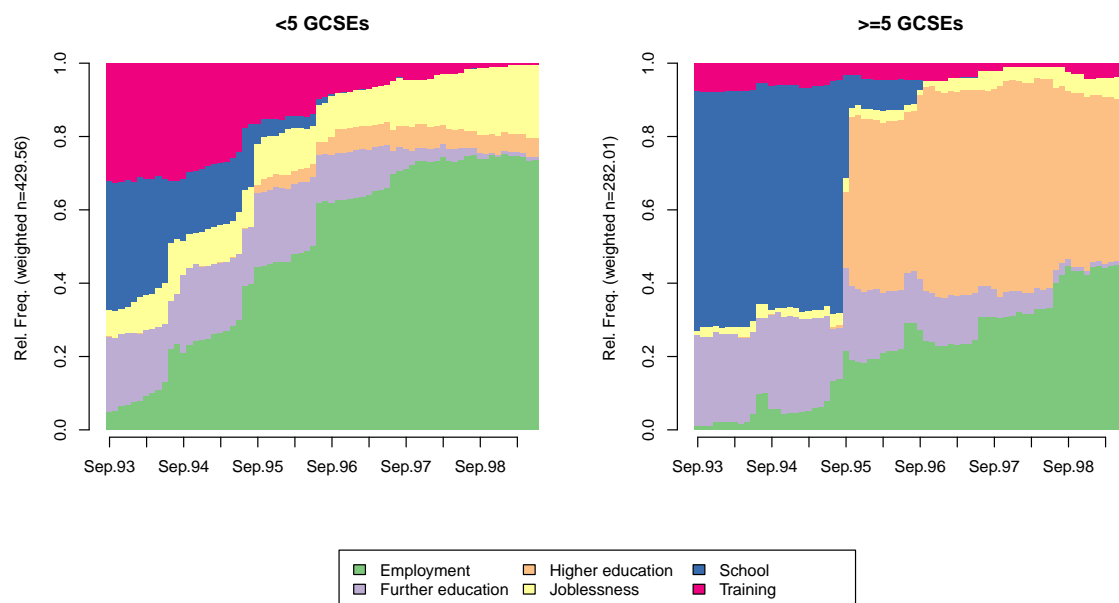 <5 GCSEs
Rel. Freq. (weighted n=429.56)
0.0 0.2 0.4 0.6 0.8 1.0
Sep.93 Sep.94 Sep.95 Sep.96 Sep.97 Sep.98
>=5 GCSEs
Rel. Freq. (weighted n=282.01)
0.0 0.2 0.4 0.6 0.8 1.0
Sep.93 Sep.94 Sep.95 Sep.96 Sep.97 Sep.98
Employment Higher education School
Further education Joblessness Training